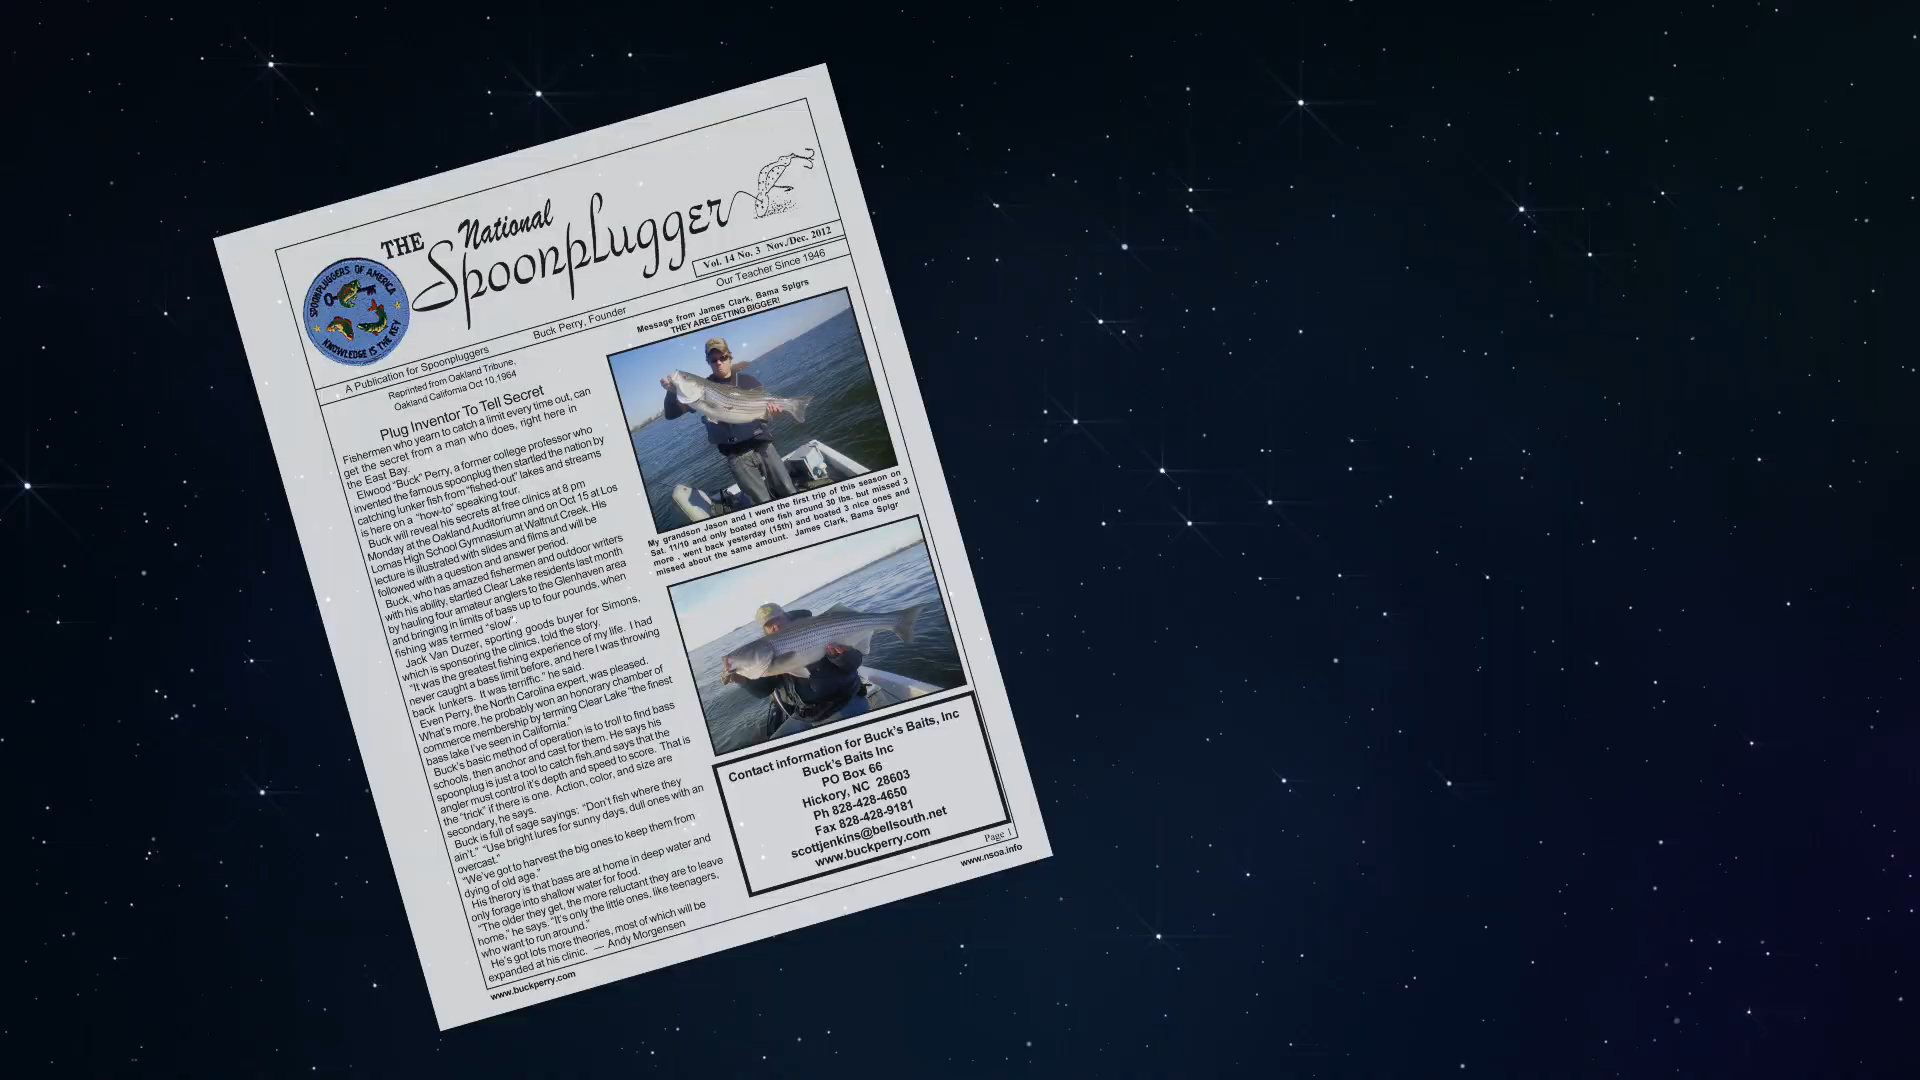 THE National
Spoonplugger
SPOONPLUGGERS OF AMERICA
KNOWLEDGE IS THE KEY
Vol. 14 No. 3 Nov./Dec. 2012
A Publication for Spoonpluggers
Buck Perry, Founder
Our Teacher Since 1946
Reprinted from Oakland Tribune,
Oakland California Oct 10,1964
Plug Inventor To Tell Secret
Fishermen who yearn to catch a limit every time out, can
get the secret from a man who does, right here in
the East Bay.
Elwood "Buck" Perry, a former college professor who
invented the famous spoonplug then startled the nation by
catching lunker fish from "fished-out" lakes and streams
is here on a "how-to" speaking tour.
Buck will reveal his secrets at free clinics at 8 pm
Monday at the Oakland Auditoriumn and on Oct 15 at Los
Lomas High School Gymnasium at Waltnut Creek. His
lecture is illustrated with slides and films and will be
followed with a question and answer period.
Buck, who has amazed fishermen and outdoor writers
with his ability, startled Clear Lake residents last month
by hauling four amateur anglers to the Glenhaven area
and bringing in limits of bass up to four pounds, when
fishing was termed "slow".
Jack Van Duzer, sporting goods buyer for Simons,
which is sponsoring the clinics, told the story.
"It was the greatest fishing experience of my life. I had
never caught a bass limit before, and here I was throwing
back lunkers. It was terriffic." he said.
Even Perry, the North Carolina expert, was pleased.
What's more, he probably won an honorary chamber of
commerce membership by terming Clear Lake "the finest
bass lake I've seen in California."
Buck's basic method of operation is to troll to find bass
schools, then anchor and cast for them. He says his
spoonplug is just a tool to catch fish,and says that the
angler must control it's depth and speed to score. That is
the "trick" if there is one. Action, color, and size are
secondary, he says.
Buck is full of sage sayings: "Don't fish where they
ain't." "Use bright lures for sunny days, dull ones with an
overcast."
"We've got to harvest the big ones to keep them from
dying of old age."
His therory is that bass are at home in deep water and
only forage into shallow water for food.
"The older they get, the more reluctant they are to leave
home," he says. "It's only the little ones, like teenagers,
who want to run around."
He's got lots more theories, most of which will be
expanded at his clinic. — Andy Morgensen
Message from James Clark, Bama Splgrs
THEY ARE GETTING BIGGER!
My grandson Jason and I went the first trip of this season on
Sat. 11/10 and only boated one fish around 30 lbs. but missed 3
more . went back yesterday (15th) and boated 3 nice ones and
missed about the same amount. James Clark, Bama Splgr
Contact information for Buck's Baits, Inc
Buck's Baits Inc
PO Box 66
Hickory, NC 28603
Ph 828-428-4650
Fax 828-428-9181
scottjenkins@bellsouth.net
www.buckperry.com
Page 1
www.buckperry.com
www.nsoa.info